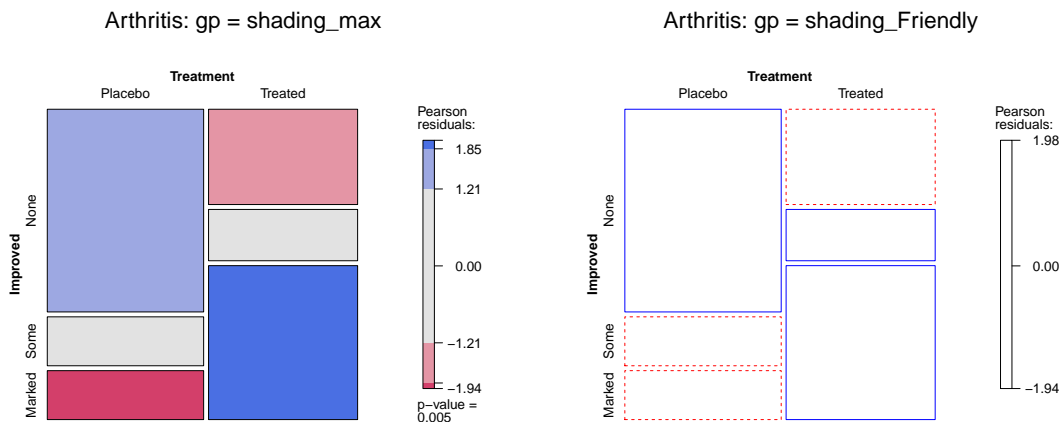 Arthritis: gp = shading_max
Treatment
Placebo Treated
Improved
None
Some
Marked
Pearson
residuals:
1.85
1.21
0.00
−1.21
−1.94
p−value =
0.005
Arthritis: gp = shading_Friendly
Treatment
Placebo Treated
Improved
None
Some
Marked
Pearson
residuals:
1.98
0.00
−1.94